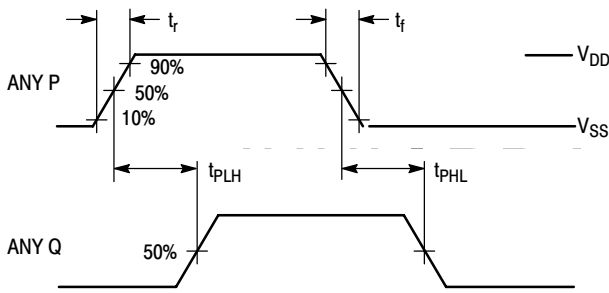 tr
tf
VDD
ANY P
90%
50%
10%
VSS
tPLH
tPHL
ANY Q
50%